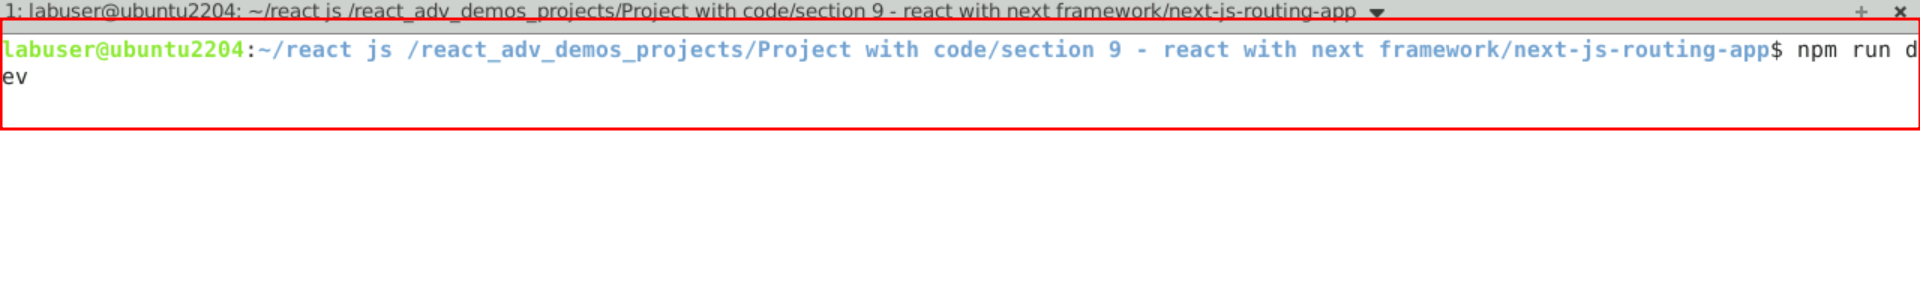 1: labuser@ubuntu2204: ~/react js /react_adv_demos_projects/Project with code/section 9 - react with next framework/next-js-routing-app
labuser@ubuntu2204:~/react js /react_adv_demos_projects/Project with code/section 9 - react with next framework/next-js-routing-app$ npm run d
ev